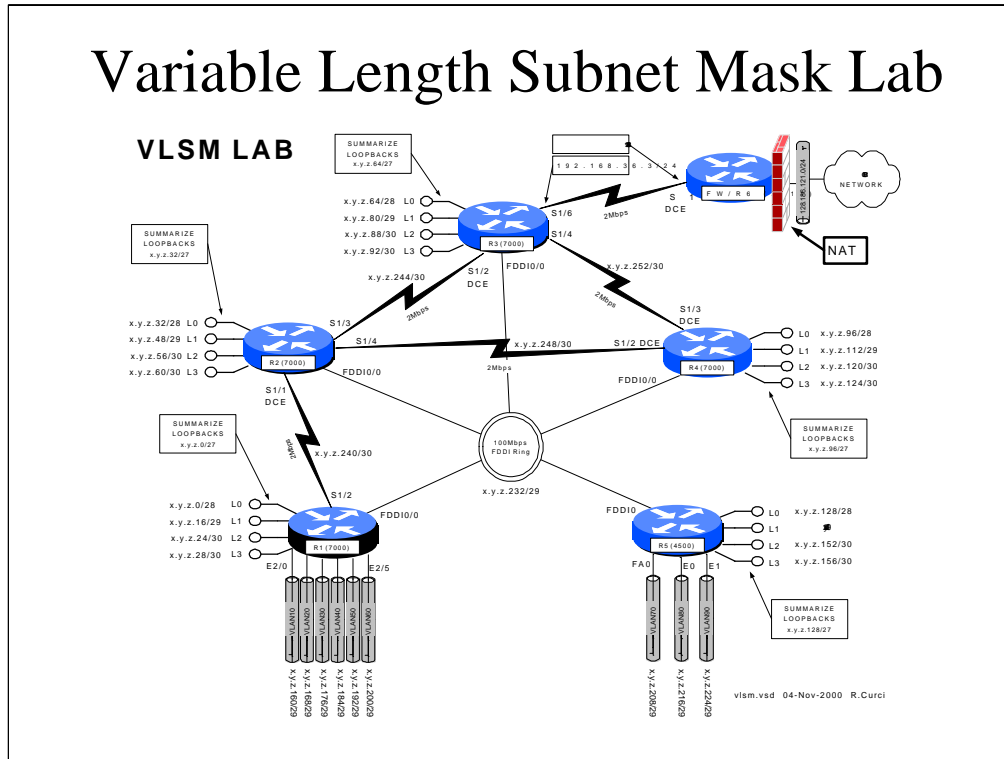 Variable Length Subnet Mask Lab
VLSM LAB
SUMMARIZE
LOOPBACKS
x.y.z.64/27
192.168.36.3/24
x.y.z.64/28 L0
x.y.z.80/29 L1
x.y.z.88/30 L2
x.y.z.92/30 L3
R3(7000)
S1/6
S1/4
S1/2
DCE
FDDI0/0
2Mbps
S 1
DCE
FW/R6
128.186.121.0/24
NETWORK
NAT
SUMMARIZE
LOOPBACKS
x.y.z.32/27
x.y.z.244/30
2Mbps
x.y.z.252/30
2Mbps
x.y.z.32/28 L0
x.y.z.48/29 L1
x.y.z.56/30 L2
x.y.z.60/30 L3
R2(7000)
S1/3
S1/4
FDDI0/0
S1/1
DCE
x.y.z.248/30
2Mbps
S1/3
DCE
S1/2 DCE
FDDI0/0
R4(7000)
L0 x.y.z.96/28
L1 x.y.z.112/29
L2 x.y.z.120/30
L3 x.y.z.124/30
SUMMARIZE
LOOPBACKS
x.y.z.96/27
SUMMARIZE
LOOPBACKS
x.y.z.0/27
2Mbps
x.y.z.240/30
100Mbps
FDDI Ring
x.y.z.232/29
S1/2
x.y.z.0/28 L0
x.y.z.16/29 L1
x.y.z.24/30 L2
x.y.z.28/30 L3
FDDI0/0
R1(7000)
E2/0
E2/5
VLAN10
VLAN20
VLAN30
VLAN40
VLAN50
VLAN60
x.y.z.160/29
x.y.z.168/29
x.y.z.176/29
x.y.z.184/29
x.y.z.192/29
x.y.z.200/29
FDDI0
R5(4500)
L0 x.y.z.128/28
L1
L2 x.y.z.152/30
L3 x.y.z.156/30
FA0
E0
E1
VLAN70
VLAN80
VLAN90
x.y.z.208/29
x.y.z.216/29
x.y.z.224/29
SUMMARIZE
LOOPBACKS
x.y.z.128/27
vlsm.vsd 04-Nov-2000 R.Curci